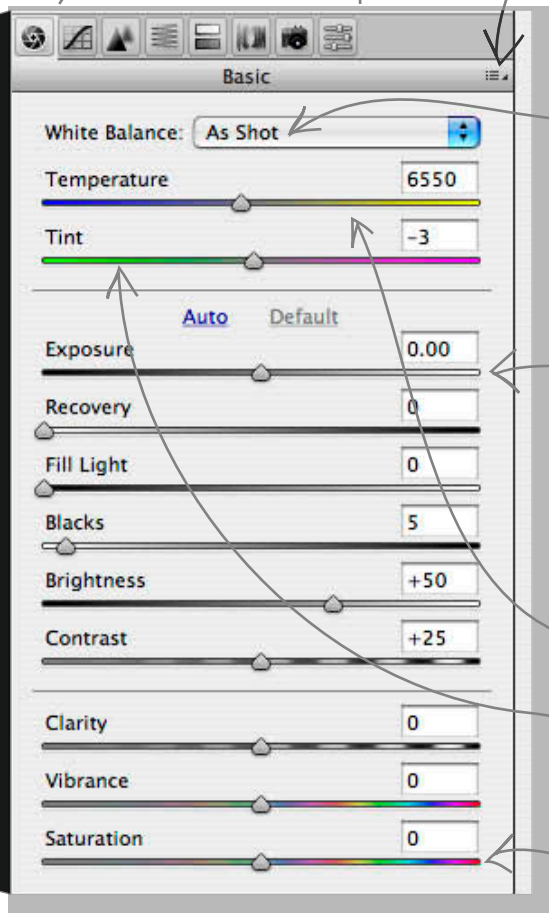 Basic
White Balance: As Shot
Temperature 6550
Tint -3
Auto Default
Exposure 0.00
Recovery 0
Fill Light 0
Blacks 5
Brightness +50
Contrast +25
Clarity 0
Vibrance 0
Saturation 0